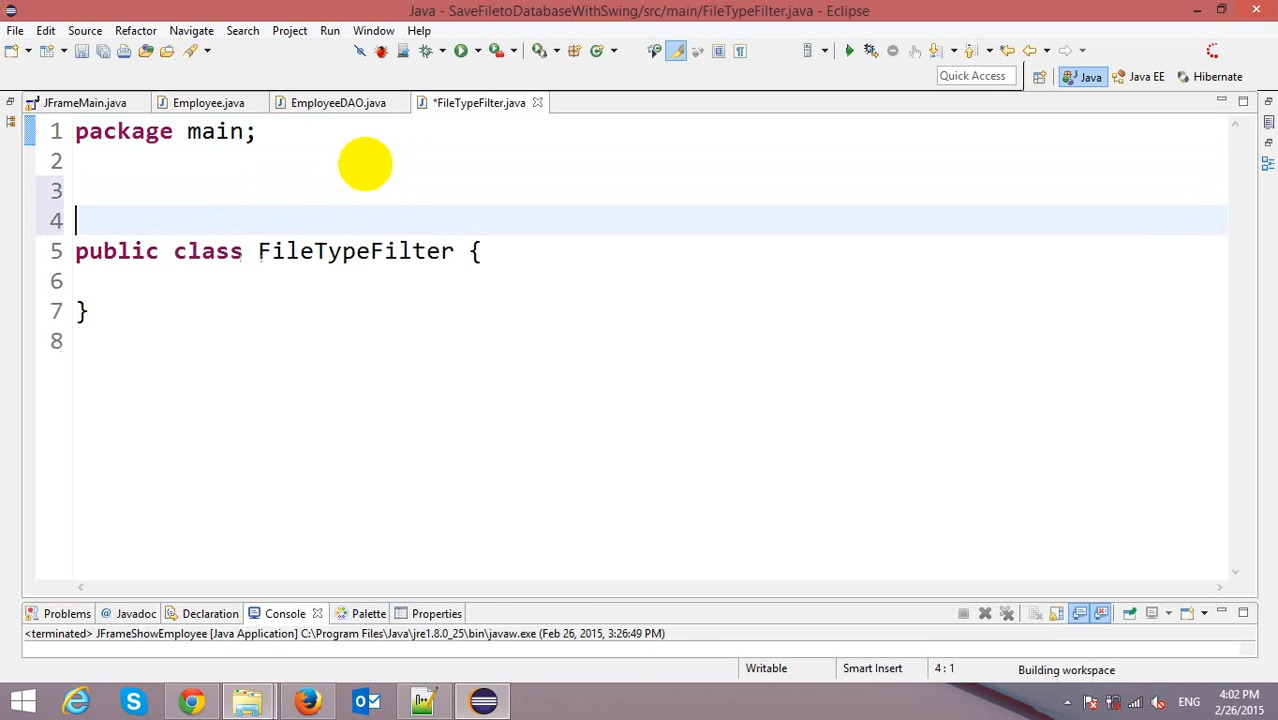 Java - SaveFiletoDatabaseWithSwing/src/main/FileTypeFilter.java - Eclipse
File Edit Source Refactor Navigate Search Project Run Window Help
Quick Access Java Java EE Hibernate
JFrameMain.java Employee.java EmployeeDAO.java *FileTypeFilter.java
1 package main;
2
3
4
5 public class FileTypeFilter {
6
7 }
8
Problems @ Javadoc Declaration Console Palette Properties
<terminated> JFrameShowEmployee [Java Application] C:\Program Files\Java\jre1.8.0_25\bin\javaw.exe (Feb 26, 2015, 3:26:49 PM)
Writable Smart Insert 4 : 1 Building workspace
ENG 4:02 PM
2/26/2015